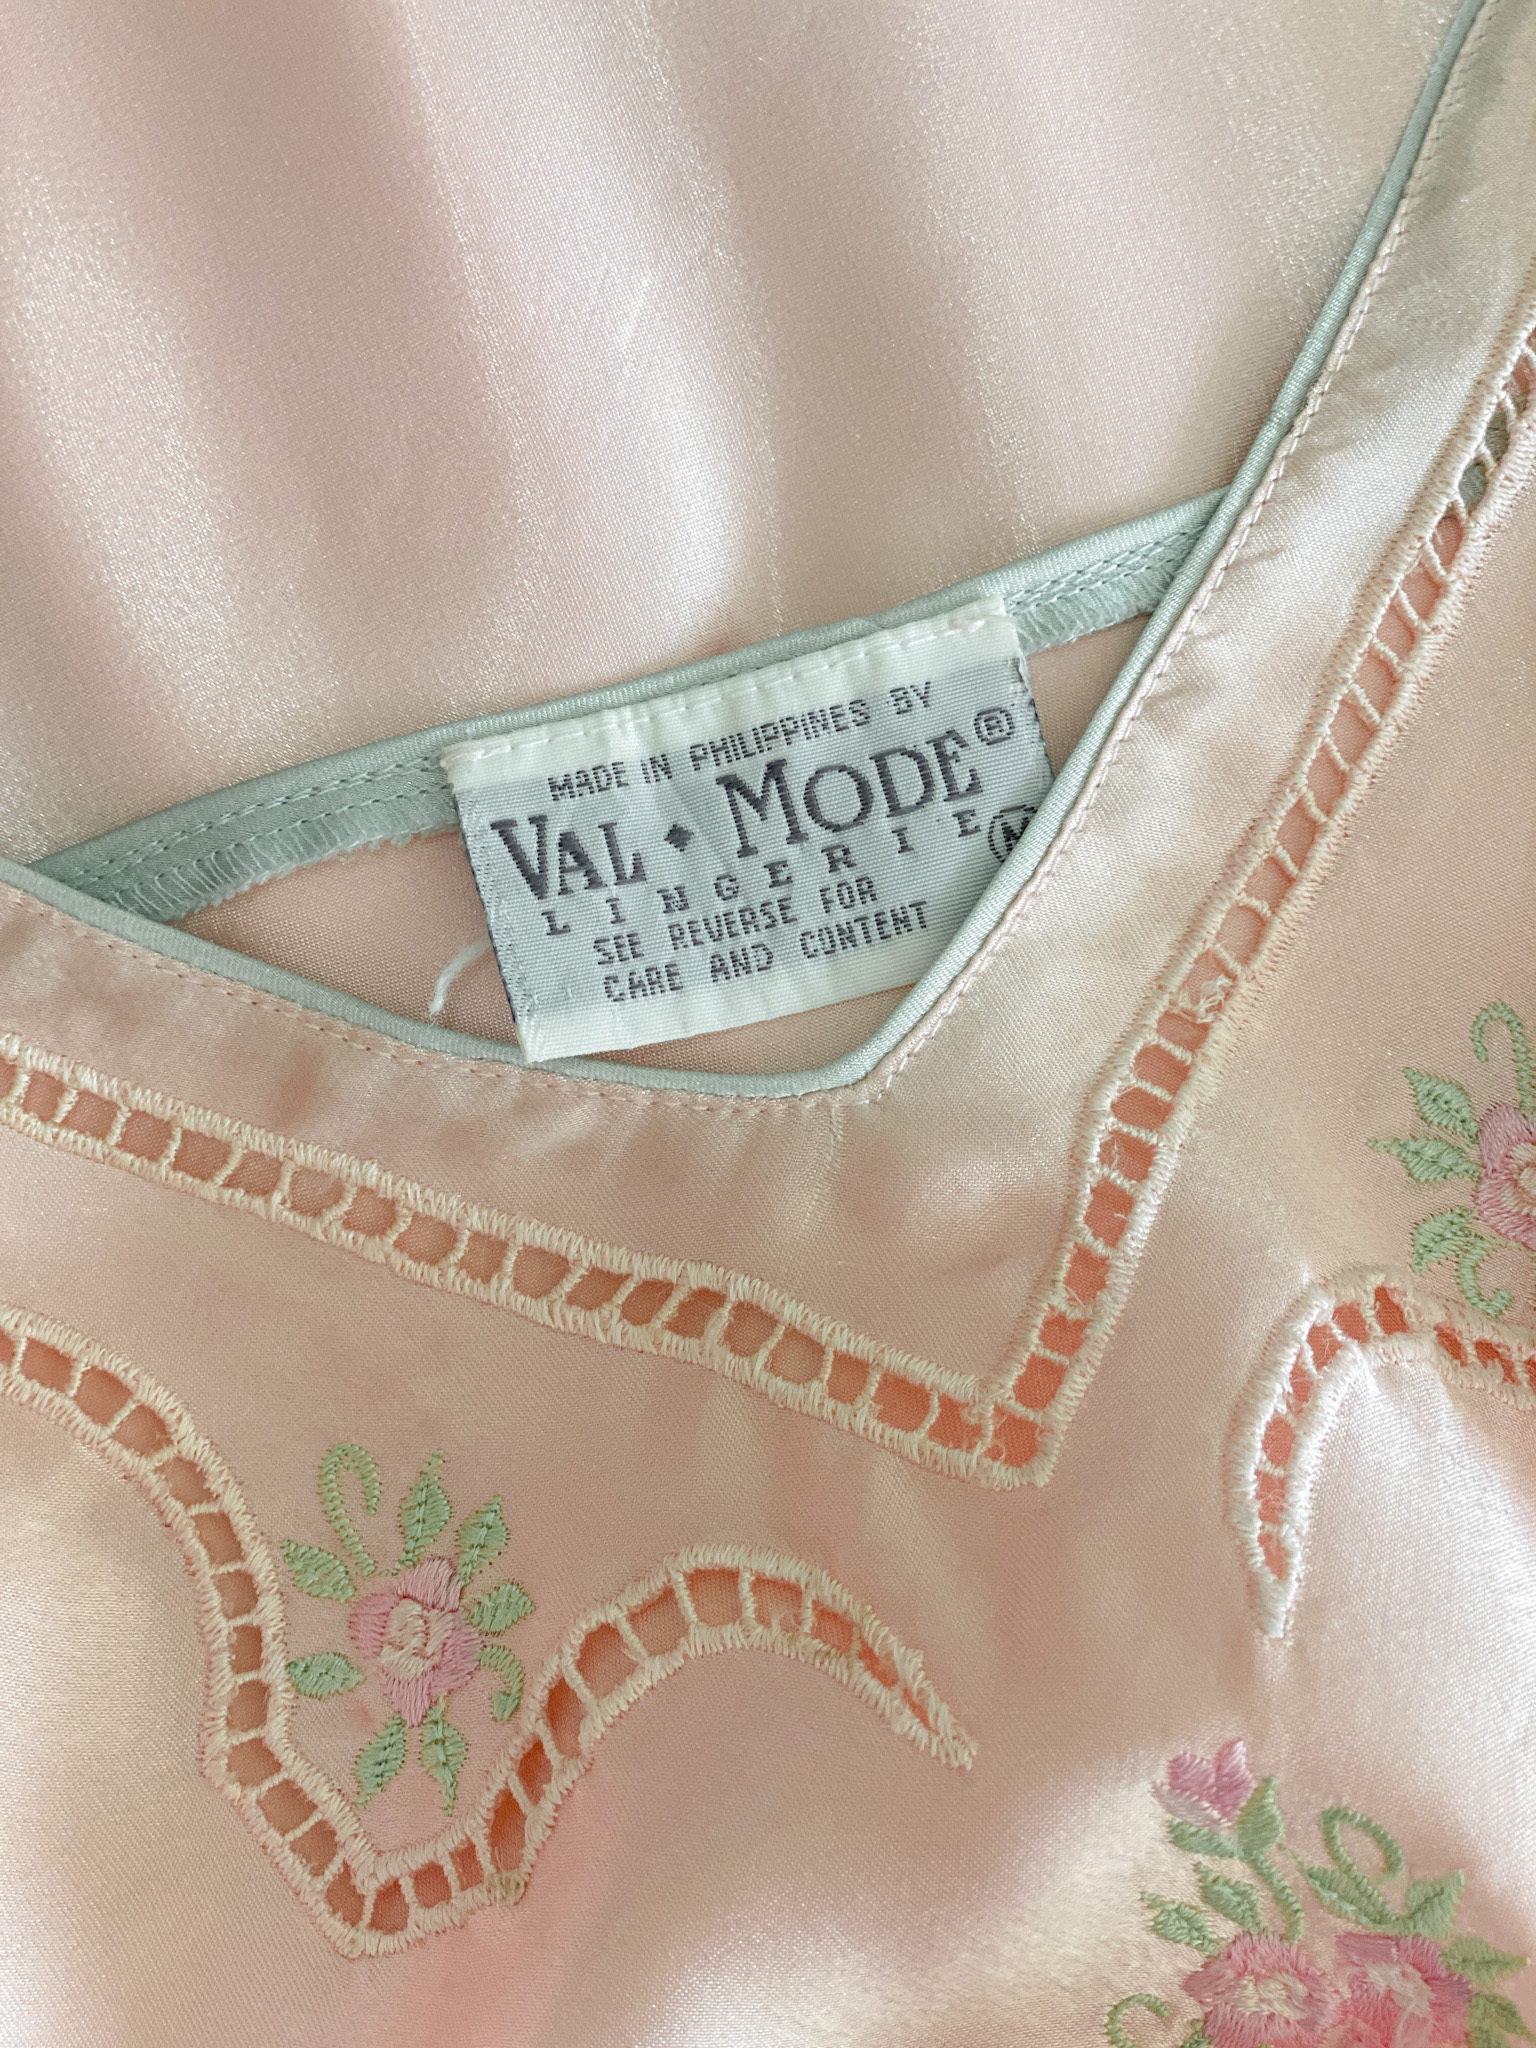 MADE IN PHILIPPINES BY
VAL • MODE®
LINGERIE M
SEE REVERSE FOR
CARE AND CONTENT